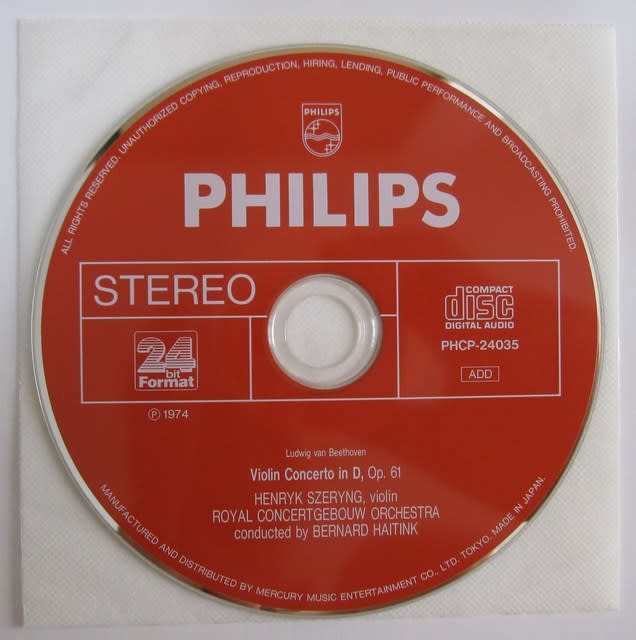 ALL RIGHTS RESERVED. UNAUTHORIZED COPYING, REPRODUCTION, HIRING, LENDING, PUBLIC PERFORMANCE AND BROADCASTING PROHIBITED.
PHILIPS
PHILIPS
STEREO
COMPACT
disc
DIGITAL AUDIO
PHCP-24035
ADD
24
bit
Format
Ⓟ 1974
Ludwig van Beethoven
Violin Concerto in D, Op. 61
HENRYK SZERYNG, violin
ROYAL CONCERTGEBOUW ORCHESTRA
conducted by BERNARD HAITINK
MANUFACTURED AND DISTRIBUTED BY MERCURY MUSIC ENTERTAINMENT CO., LTD. TOKYO. MADE IN JAPAN.